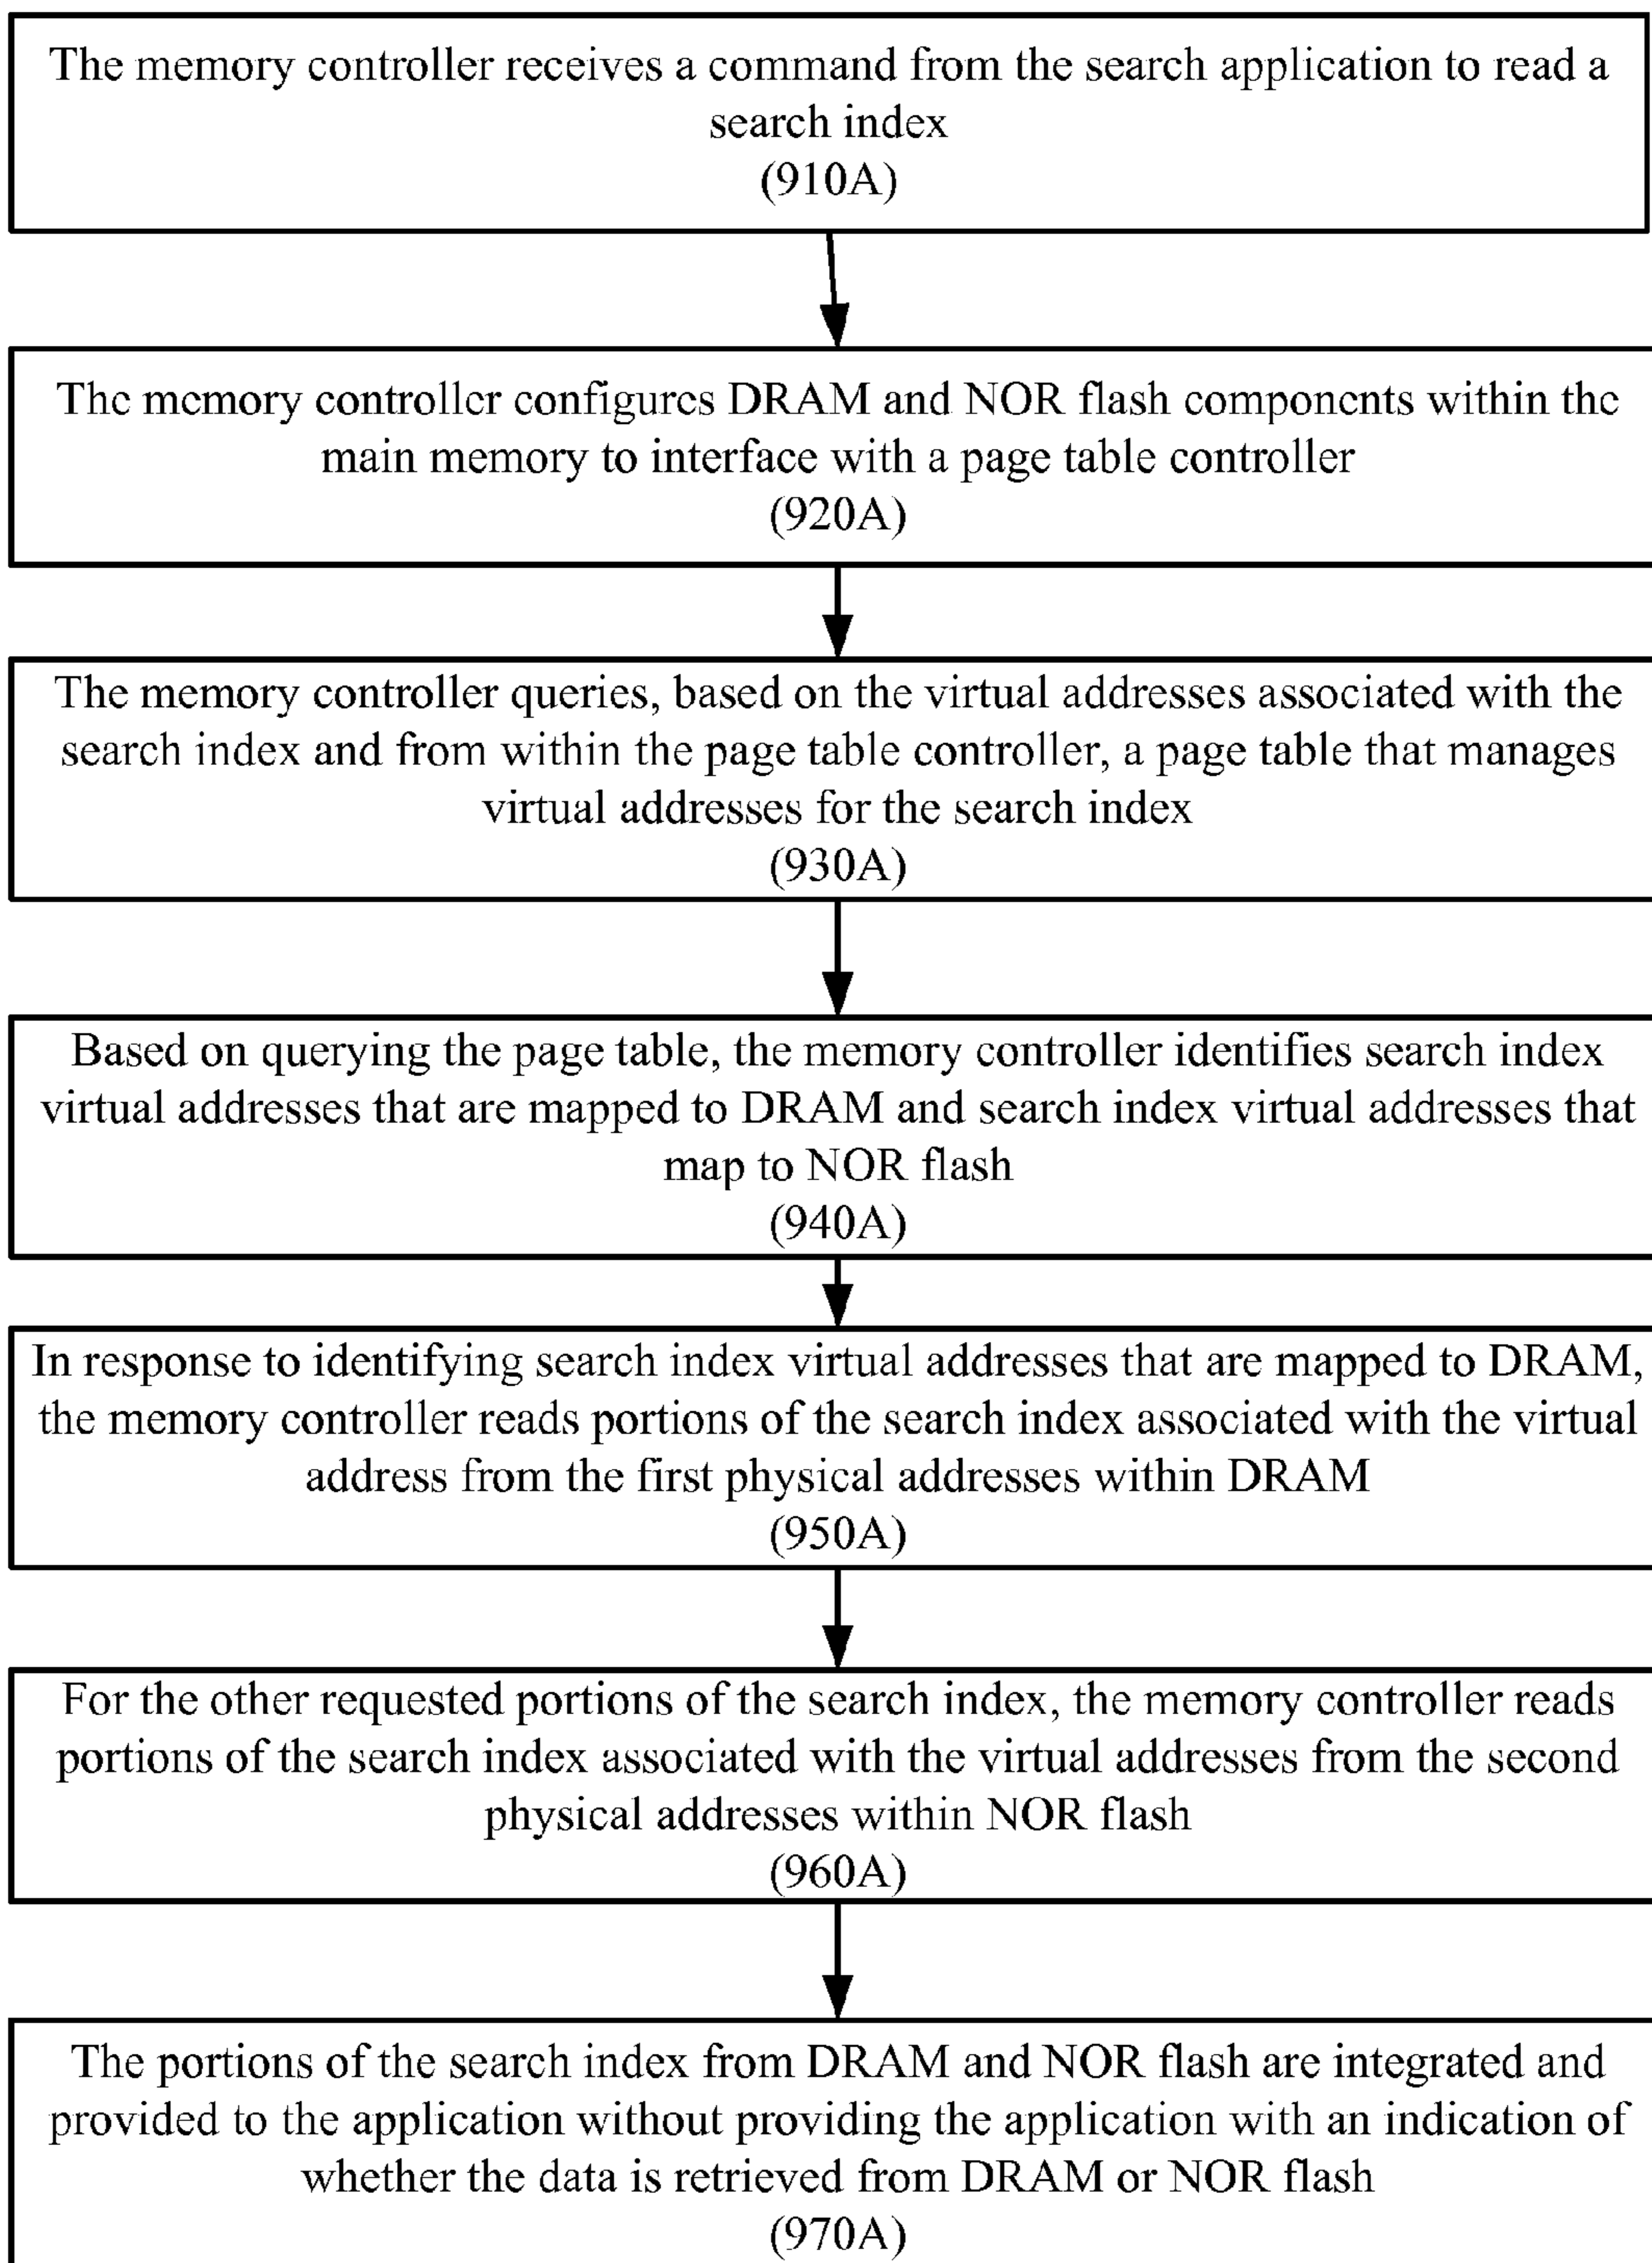 The memory controller receives a command from the search application to read a
search index
(910A)
The memory controller configures DRAM and NOR flash components within the
main memory to interface with a page table controller
(920A)
The memory controller queries, based on the virtual addresses associated with the
search index and from within the page table controller, a page table that manages
virtual addresses for the search index
(930A)
Based on querying the page table, the memory controller identifies search index
virtual addresses that are mapped to DRAM and search index virtual addresses that
map to NOR flash
(940A)
In response to identifying search index virtual addresses that are mapped to DRAM,
the memory controller reads portions of the search index associated with the virtual
address from the first physical addresses within DRAM
(950A)
For the other requested portions of the search index, the memory controller reads
portions of the search index associated with the virtual addresses from the second
physical addresses within NOR flash
(960A)
The portions of the search index from DRAM and NOR flash are integrated and
provided to the application without providing the application with an indication of
whether the data is retrieved from DRAM or NOR flash
(970A)